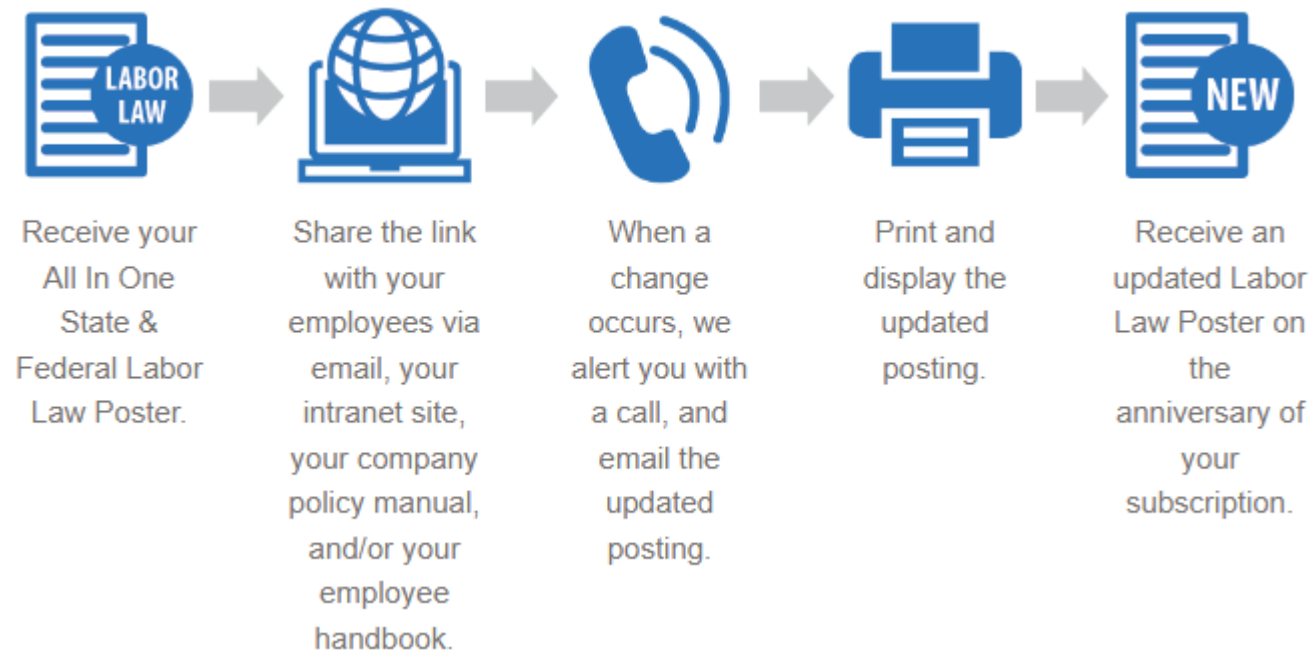 LABOR
LAW
NEW
Receive your
All In One
State &
Federal Labor
Law Poster.
Share the link
with your
employees via
email, your
intranet site,
your company
policy manual,
and/or your
employee
handbook.
When a
change
occurs, we
alert you with
a call, and
email the
updated
posting.
Print and
display the
updated
posting.
Receive an
updated Labor
Law Poster on
the
anniversary of
your
subscription.